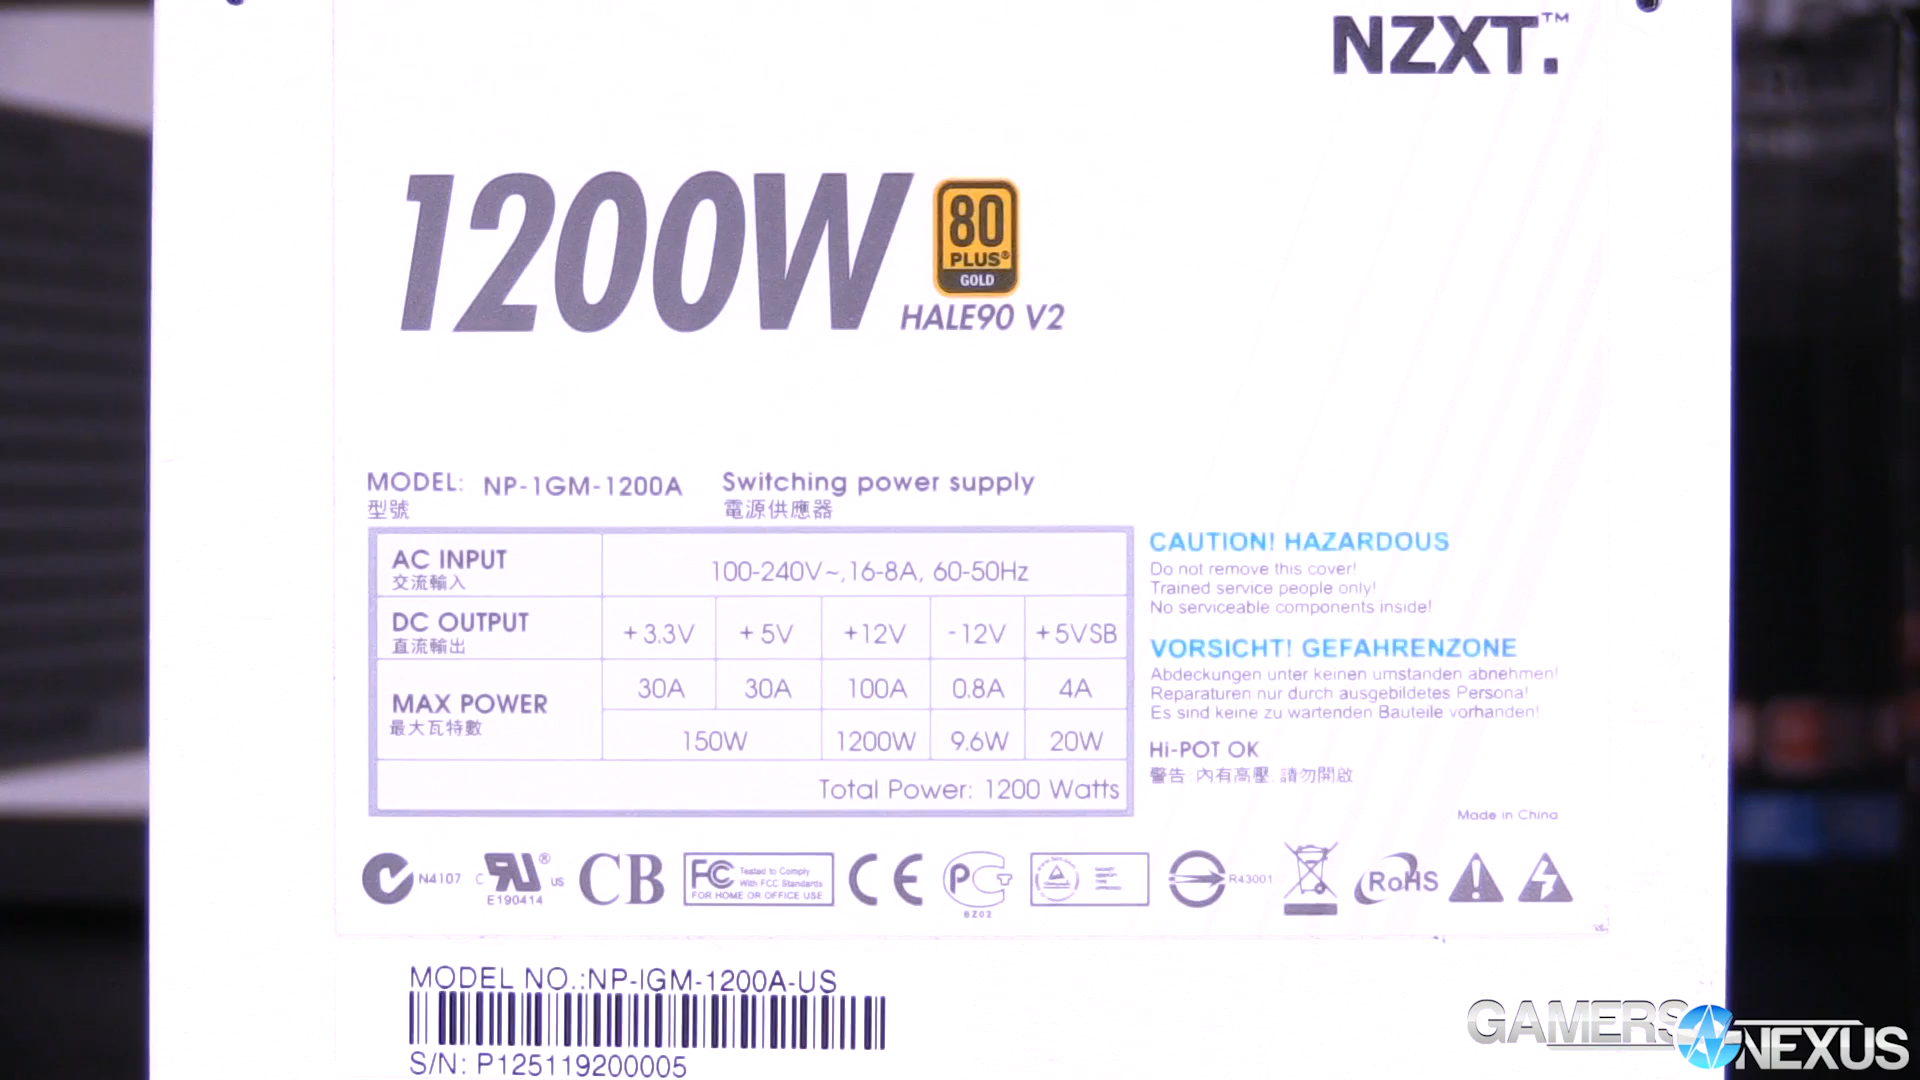 NZXT.™
1200W
80
PLUS®
GOLD
HALE90 V2
MODEL: NP-1GM-1200A Switching power supply
型號 電源供應器
AC INPUT 100-240V~,16-8A, 60-50Hz
交流輸入
DC OUTPUT +3.3V +5V +12V -12V +5VSB
直流輸出
MAX POWER 30A 30A 100A 0.8A 4A
最大瓦特數 150W 1200W 9.6W 20W
Total Power: 1200 Watts
CAUTION! HAZARDOUS
Do not remove this cover!
Trained service people only!
No serviceable components inside!
VORSICHT! GEFAHRENZONE
Abdeckungen unter keinen umstanden abnehmen!
Reparaturen nur durch ausgebildetes Personal
Es sind keine zu wartenden Bauteile vorhanden!
Hi-POT OK
警告 內有高壓 請勿開啟
Made in China
N4107
C RU® US
E190414
CB
FC Tested to Comply
With FCC Standards
FOR HOME OR OFFICE USE
CE
PCT
BZ02
R43001
RoHS
MODEL NO.:NP-IGM-1200A-US
S/N: P125119200005
GAMERS NEXUS